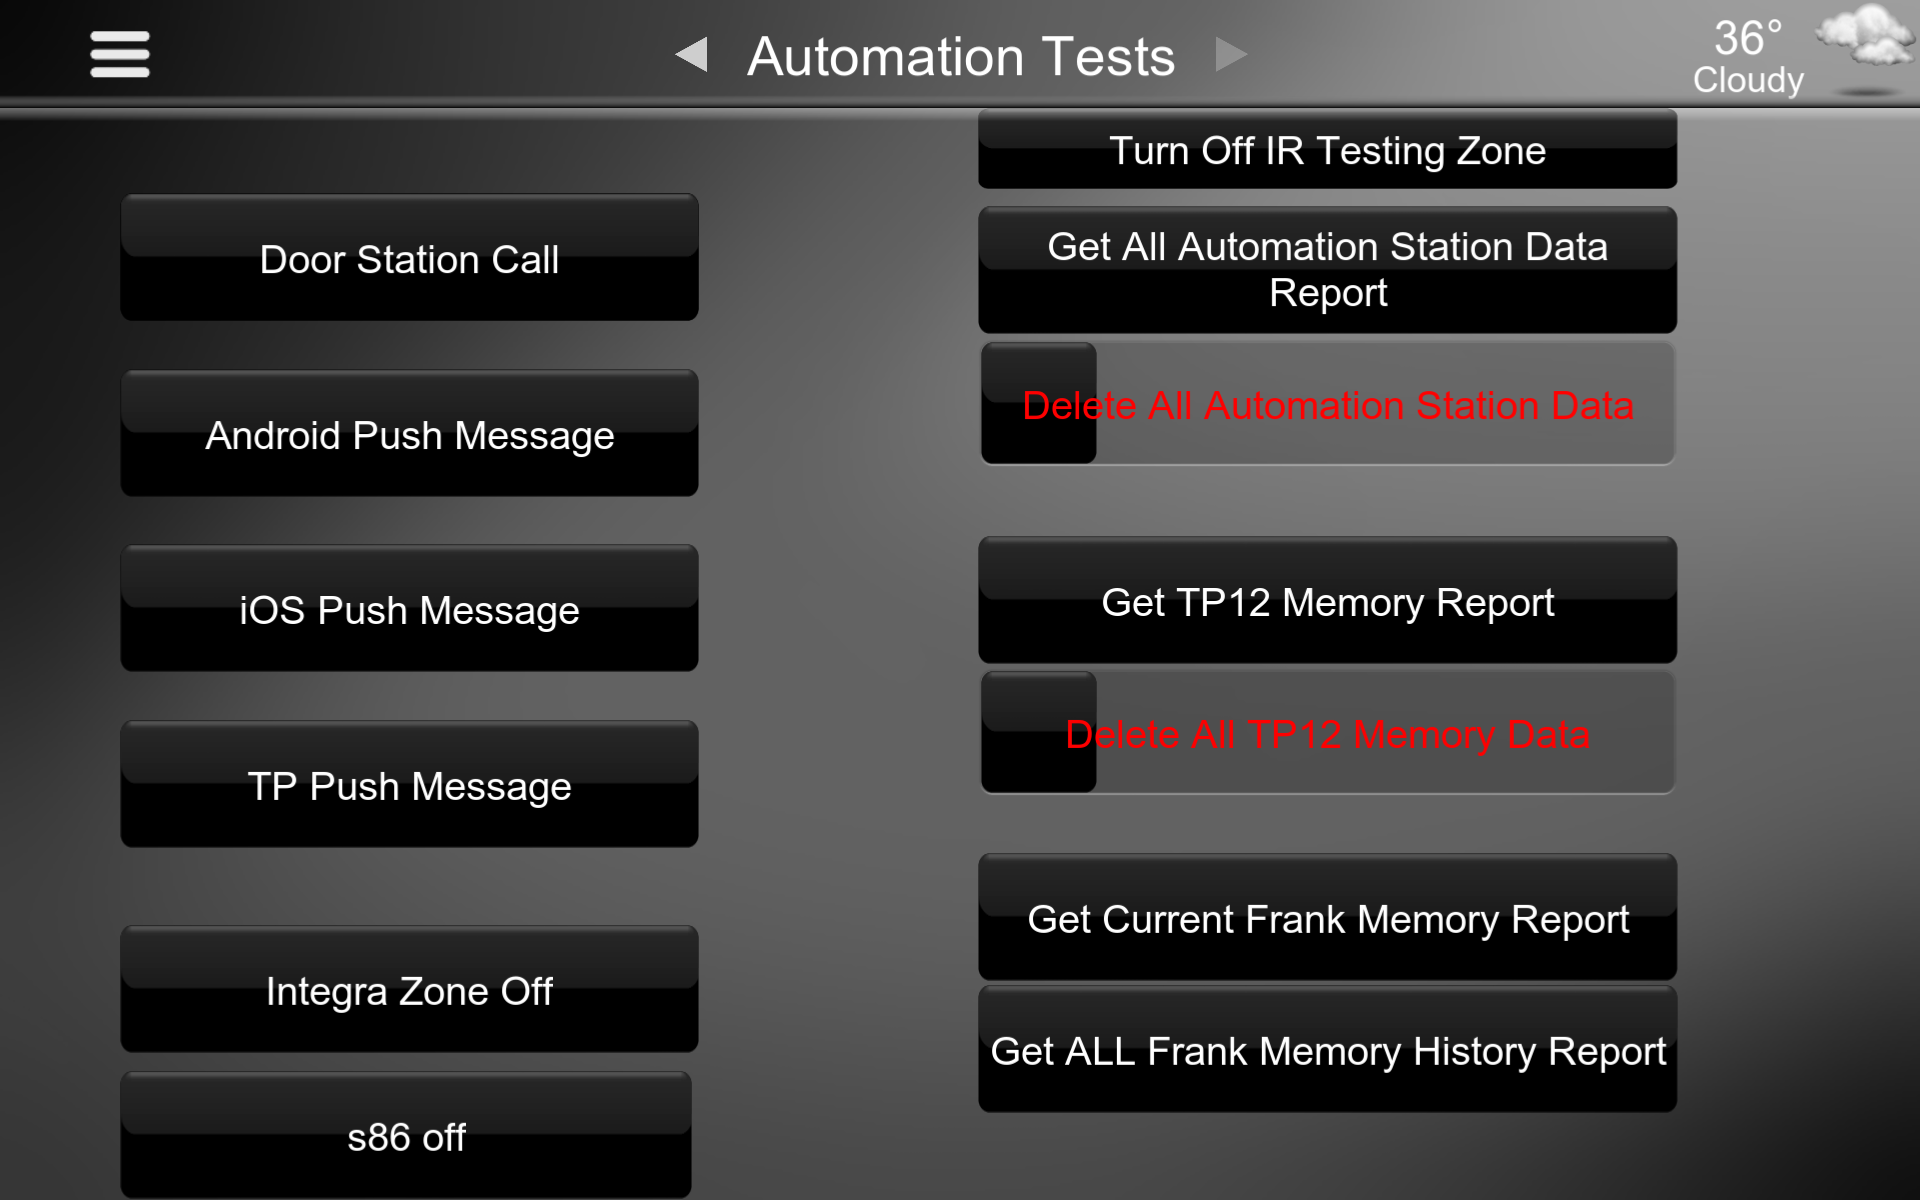 Automation Tests
36°
Cloudy
Door Station Call
Android Push Message
iOS Push Message
TP Push Message
Integra Zone Off
s86 off
Turn Off IR Testing Zone
Get All Automation Station Data
Report
Delete All Automation Station Data
Get TP12 Memory Report
Delete All TP12 Memory Data
Get Current Frank Memory Report
Get ALL Frank Memory History Report